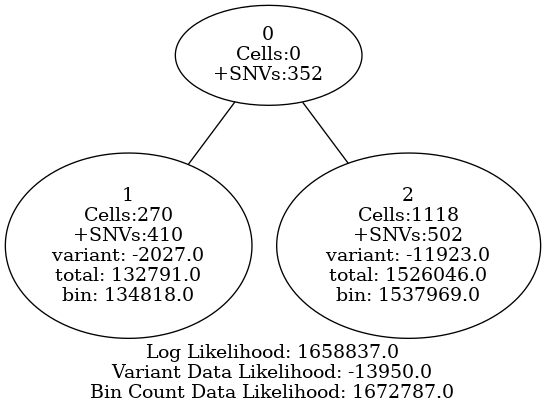 0
Cells:0
+SNVs:352
1
Cells:270
+SNVs:410
variant: -2027.0
total: 132791.0
bin: 134818.0
2
Cells:1118
+SNVs:502
variant: -11923.0
total: 1526046.0
bin: 1537969.0
Log Likelihood: 1658837.0
Variant Data Likelihood: -13950.0
Bin Count Data Likelihood: 1672787.0